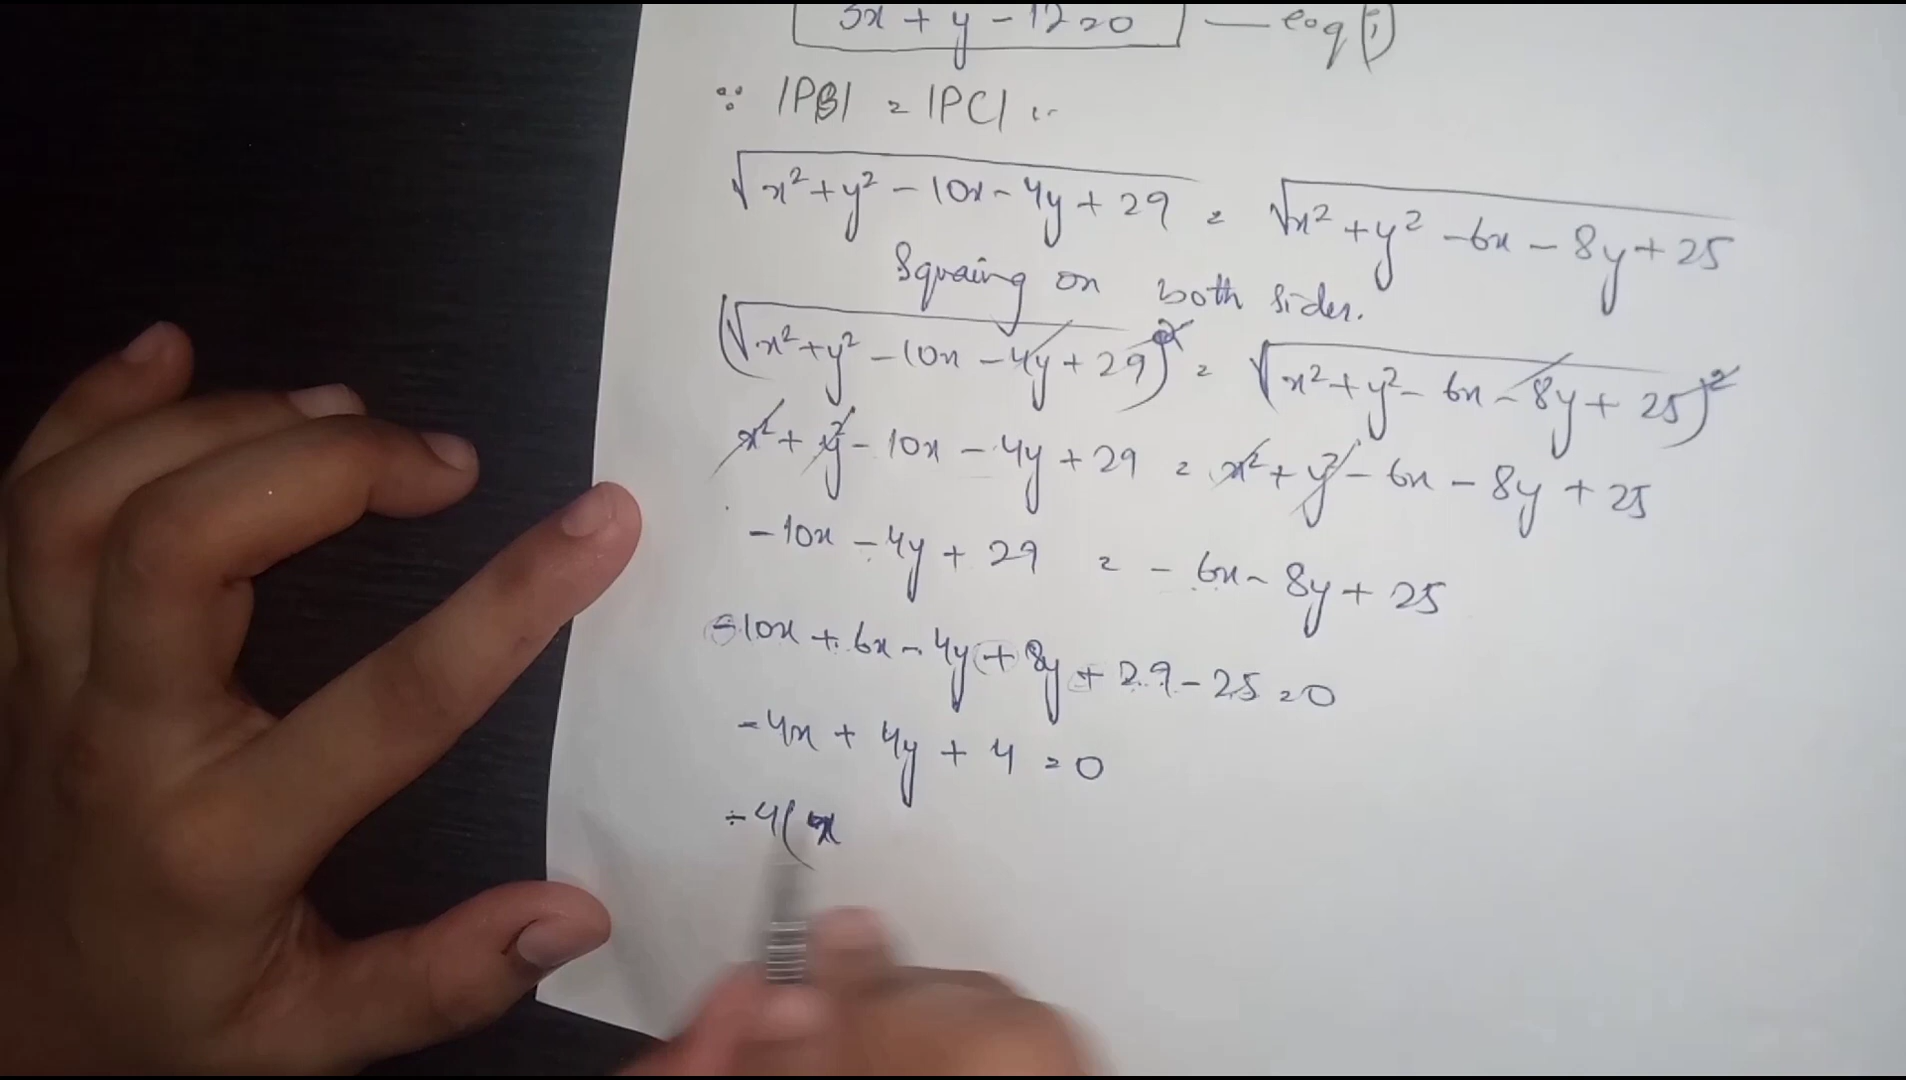 3x + y - 12 = 0 — eq(i)
∵ |PB| = |PC| ∵
√x² + y² - 10x - 4y + 29 = √x² + y² - 6x - 8y + 25
Squaing on both sides.
(√x² + y² - 10x - 4y + 29)² = √x² + y² - 6x - 8y + 25)²
x² + y² - 10x - 4y + 29 = x² + y² - 6x - 8y + 25
-10x - 4y + 29 = -6x - 8y + 25
-10x + 6x - 4y + 8y + 29 - 25 = 0
-4x + 4y + 4 = 0
÷ 4( x